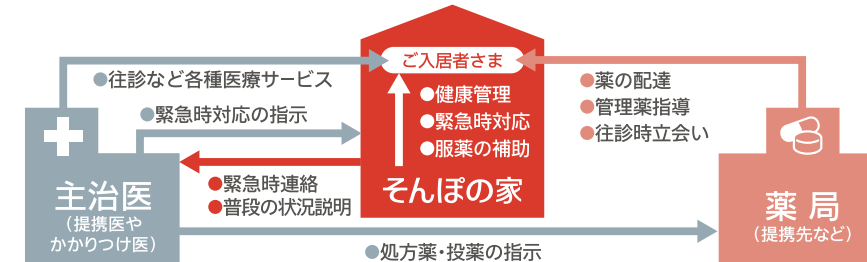 ご入居者さま
●健康管理
●緊急時対応
●服薬の補助
そんぽの家
●往診など各種医療サービス
●緊急時対応の指示
●緊急時連絡
●普段の状況説明
主治医
(提携医や
かかりつけ医)
●薬の配達
●管理薬指導
●往診時立会い
薬局
(提携先など)
●処方薬・投薬の指示